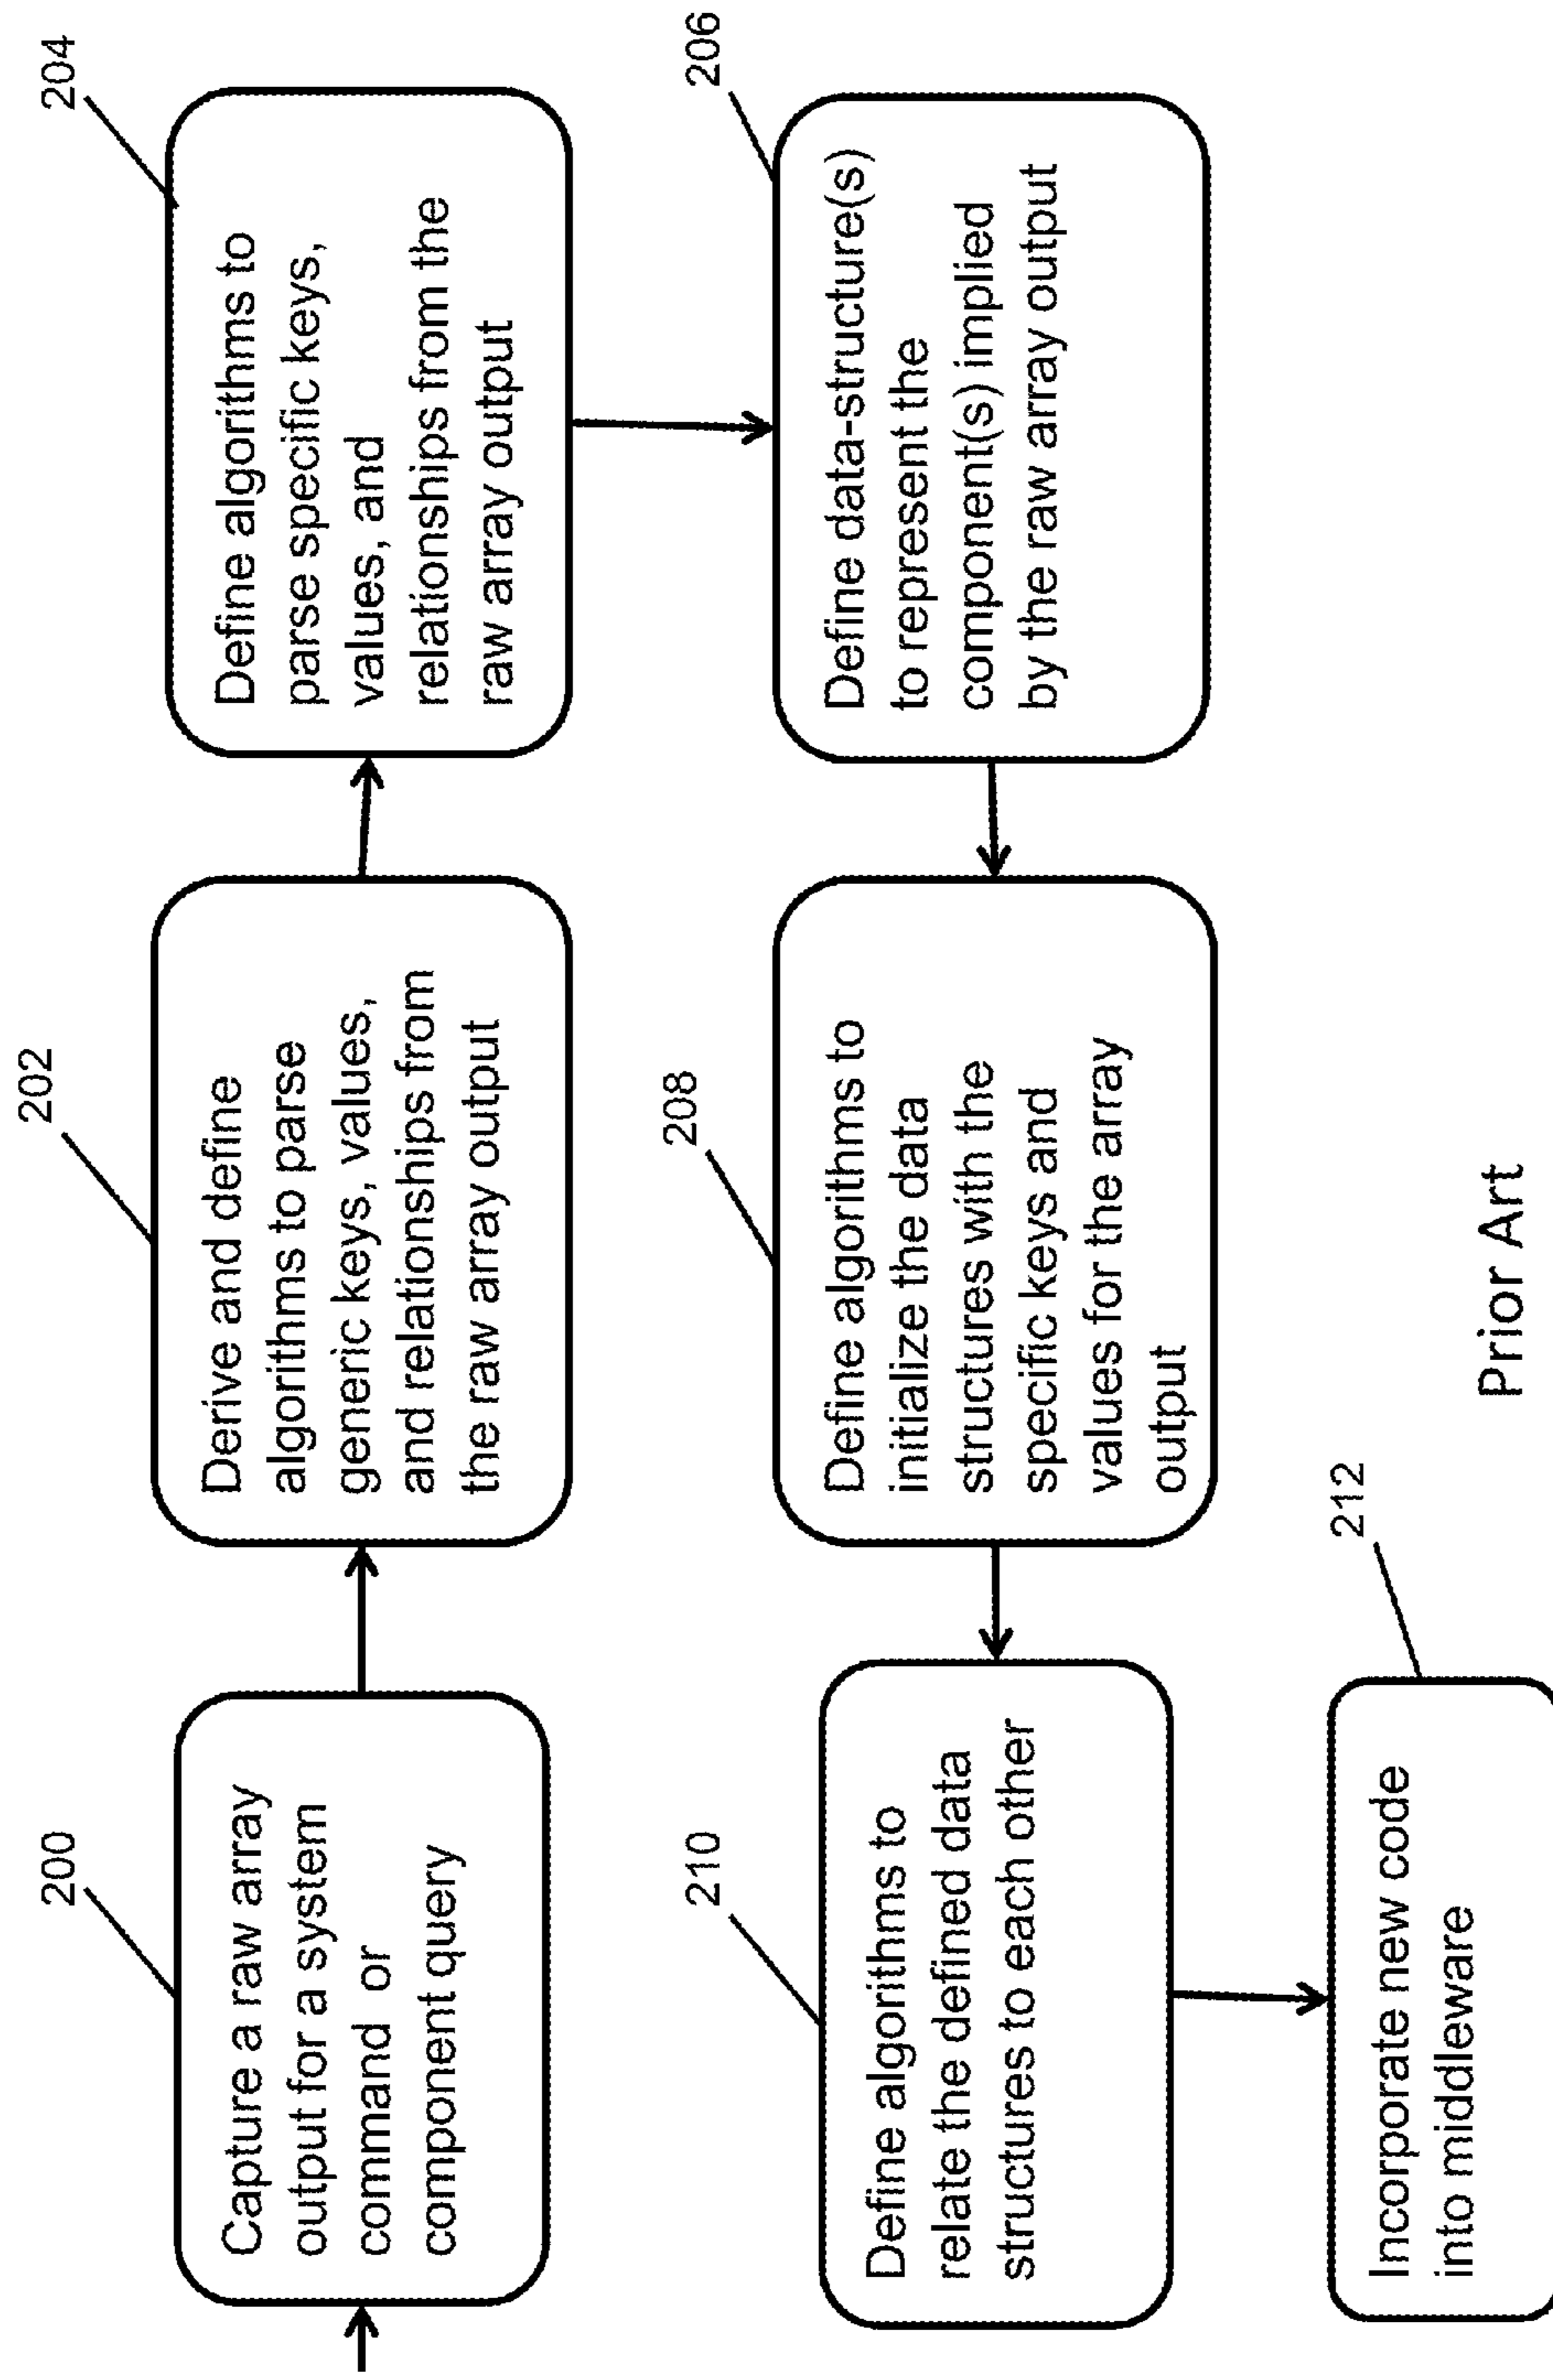 200
Capture a raw array
output for a system
command or
component query
202
Derive and define
algorithms to parse
generic keys, values,
and relationships from
the raw array output
204
Define algorithms to
parse specific keys,
values, and
relationships from the
raw array output
206
Define data-structure(s)
to represent the
component(s) implied
by the raw array output
208
Define algorithms to
initialize the data
structures with the
specific keys and
values for the array
output
210
Define algorithms to
relate the defined data
structures to each other
212
Incorporate new code
into middleware
Prior Art